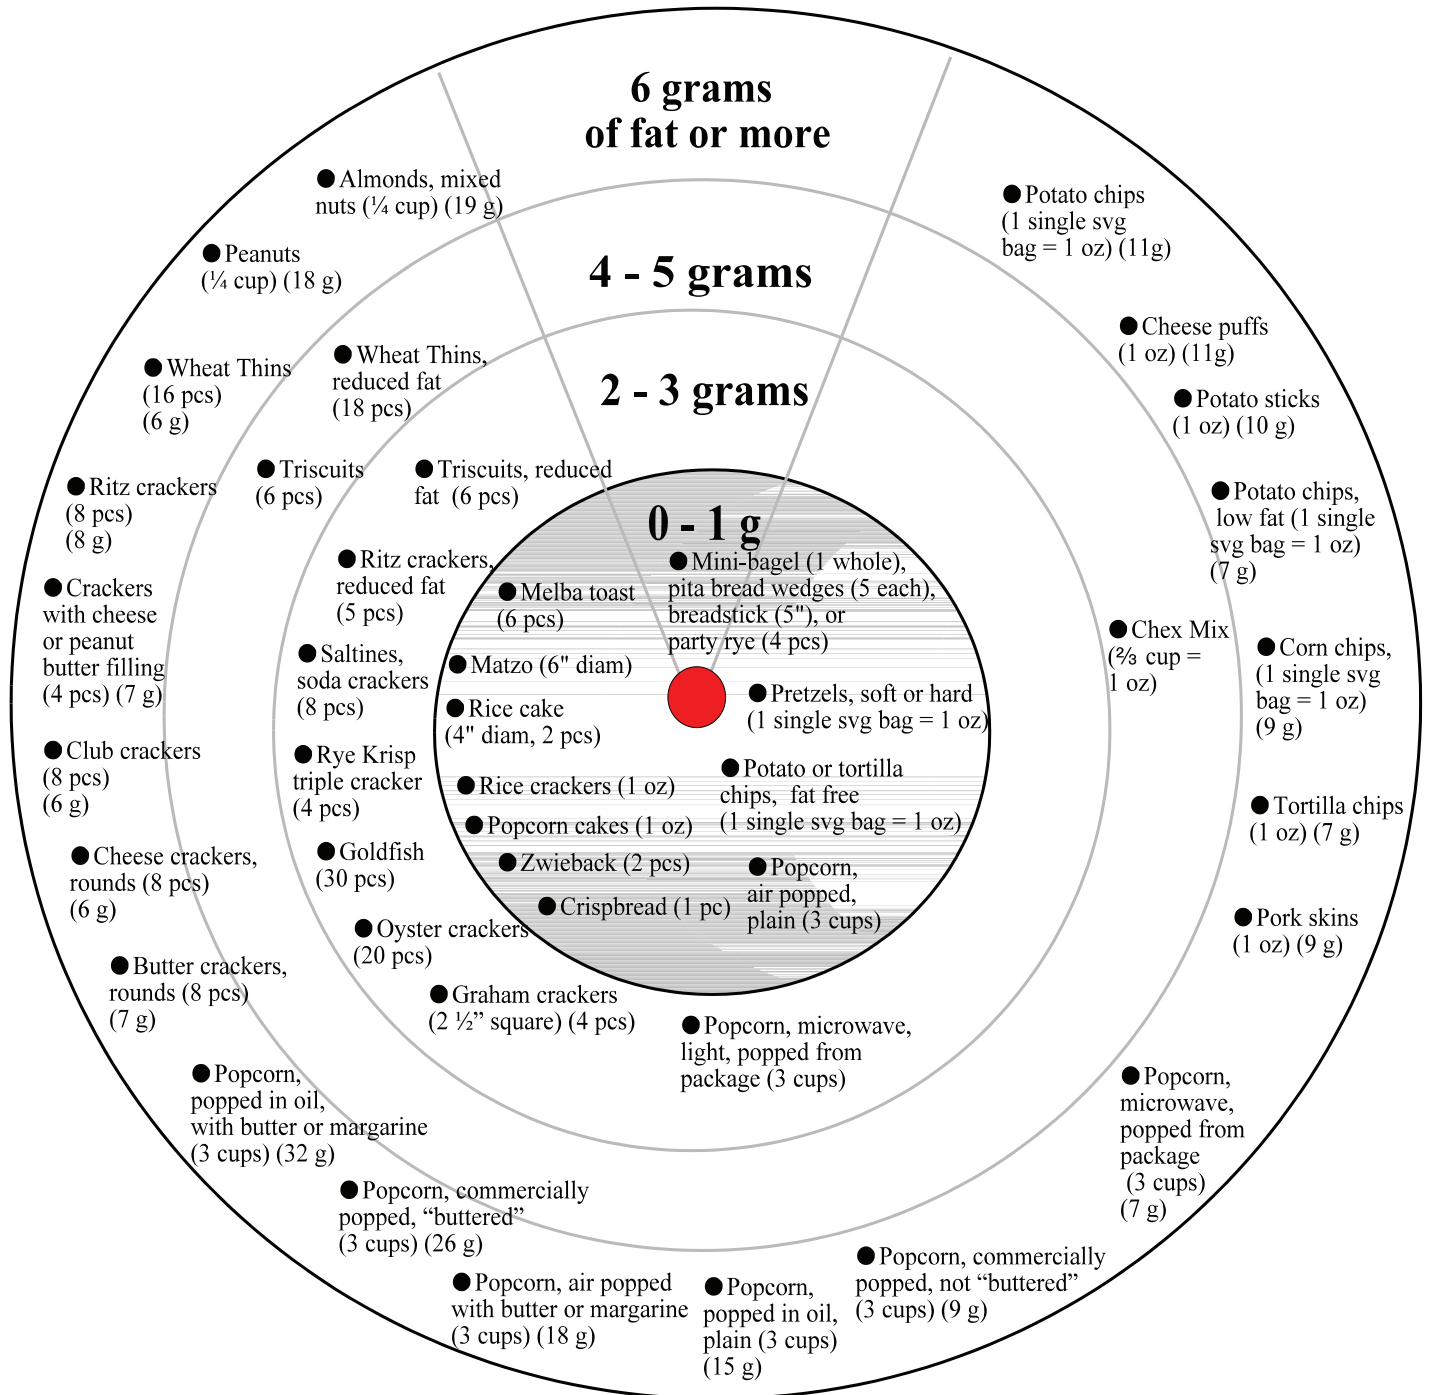 6 grams
of fat or more
4 - 5 grams
2 - 3 grams
0 - 1 g
Almonds, mixed
nuts (¼ cup) (19 g)
Peanuts
(¼ cup) (18 g)
Wheat Thins
(16 pcs)
(6 g)
Ritz crackers
(8 pcs)
(8 g)
Crackers
with cheese
or peanut
butter filling
(4 pcs) (7 g)
Club crackers
(8 pcs)
(6 g)
Cheese crackers,
rounds (8 pcs)
(6 g)
Butter crackers,
rounds (8 pcs)
(7 g)
Popcorn,
popped in oil,
with butter or margarine
(3 cups) (32 g)
Popcorn, commercially
popped, “buttered”
(3 cups) (26 g)
Popcorn, air popped
with butter or margarine
(3 cups) (18 g)
Popcorn,
popped in oil,
plain (3 cups)
(15 g)
Popcorn, commercially
popped, not “buttered”
(3 cups) (9 g)
Popcorn,
microwave,
popped from
package
(3 cups)
(7 g)
Pork skins
(1 oz) (9 g)
Tortilla chips
(1 oz) (7 g)
Corn chips,
(1 single svg
bag = 1 oz)
(9 g)
Potato chips,
low fat (1 single
svg bag = 1 oz)
(7 g)
Potato sticks
(1 oz) (10 g)
Cheese puffs
(1 oz) (11g)
Potato chips
(1 single svg
bag = 1 oz) (11g)
Wheat Thins,
reduced fat
(18 pcs)
Triscuits
(6 pcs)
Chex Mix
(⅔ cup =
1 oz)
Triscuits, reduced
fat (6 pcs)
Ritz crackers,
reduced fat
(5 pcs)
Saltines,
soda crackers
(8 pcs)
Rye Krisp
triple cracker
(4 pcs)
Goldfish
(30 pcs)
Oyster crackers
(20 pcs)
Graham crackers
(2 ½” square) (4 pcs)
Popcorn, microwave,
light, popped from
package (3 cups)
Mini-bagel (1 whole),
pita bread wedges (5 each),
breadstick (5"), or
party rye (4 pcs)
Melba toast
(6 pcs)
Matzo (6" diam)
Rice cake
(4" diam, 2 pcs)
Rice crackers (1 oz)
Popcorn cakes (1 oz)
Zwieback (2 pcs)
Crispbread (1 pc)
Pretzels, soft or hard
(1 single svg bag = 1 oz)
Potato or tortilla
chips, fat free
(1 single svg bag = 1 oz)
Popcorn,
air popped,
plain (3 cups)